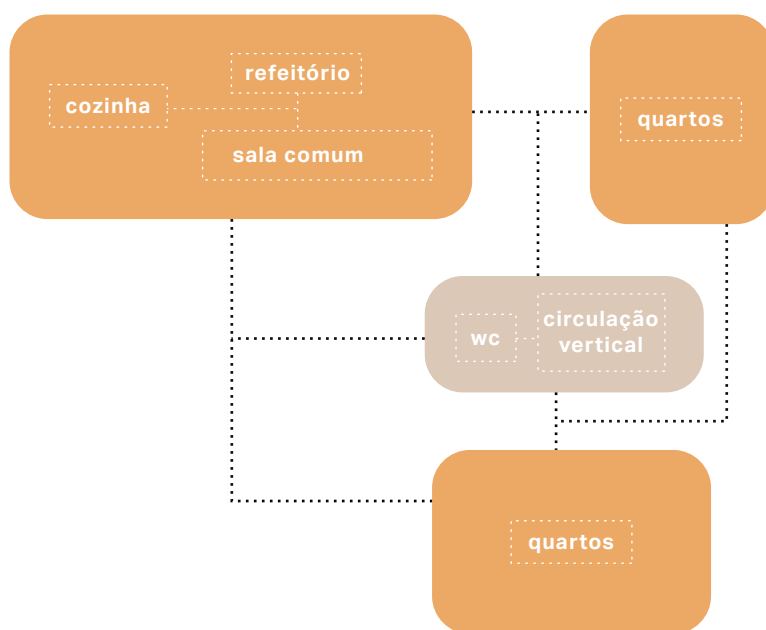 refeitório
cozinha
sala comum
quartos
circulação
vertical
wc
quartos